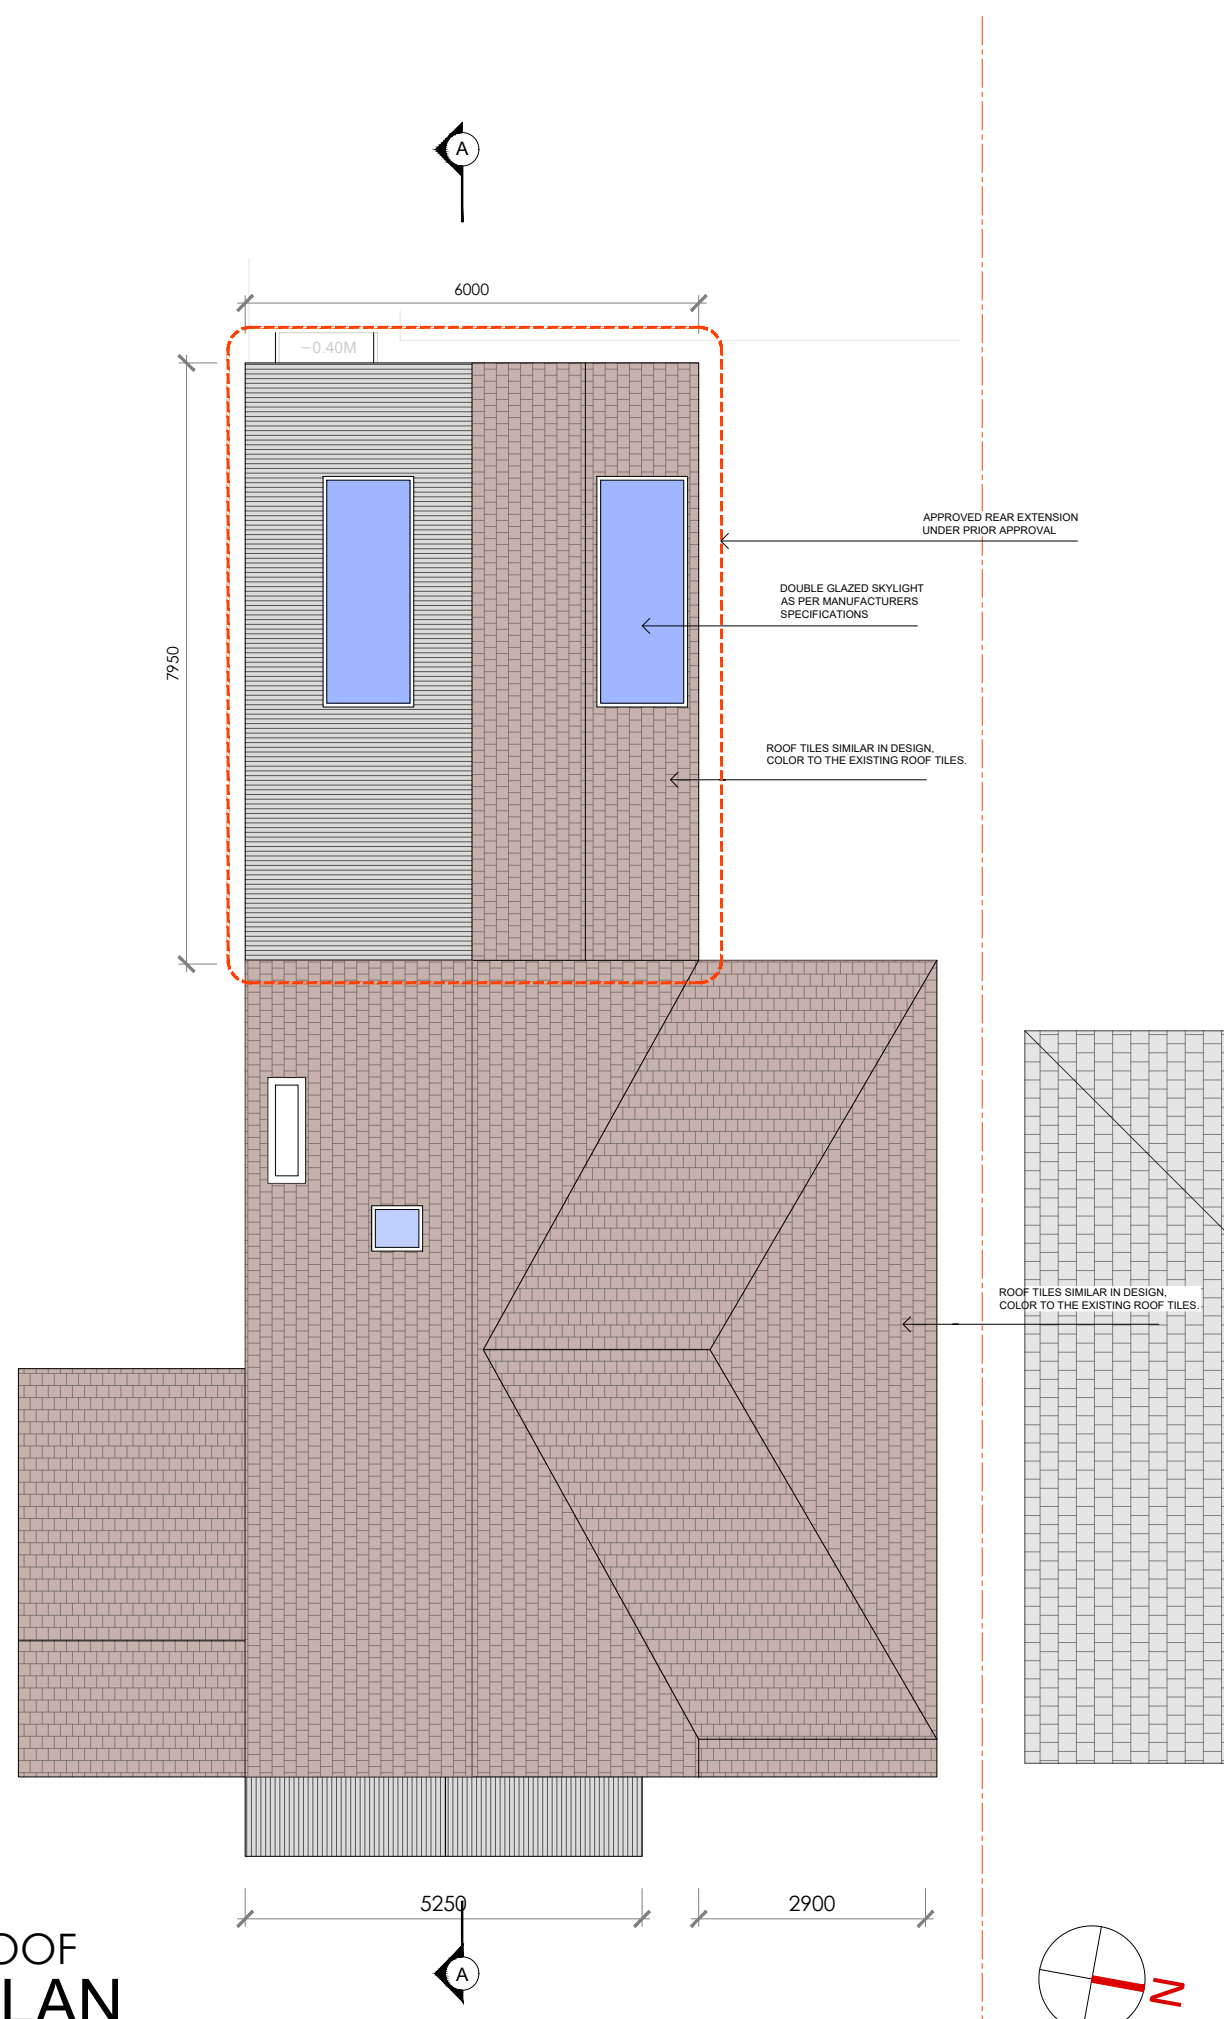 A
6000
−0.40M
APPROVED REAR EXTENSION
UNDER PRIOR APPROVAL
DOUBLE GLAZED SKYLIGHT
AS PER MANUFACTURERS
SPECIFICATIONS
7950
ROOF TILES SIMILAR IN DESIGN,
COLOR TO THE EXISTING ROOF TILES.
ROOF TILES SIMILAR IN DESIGN,
COLOR TO THE EXISTING ROOF TILES.
5250
2900
A
OOF
LAN
N